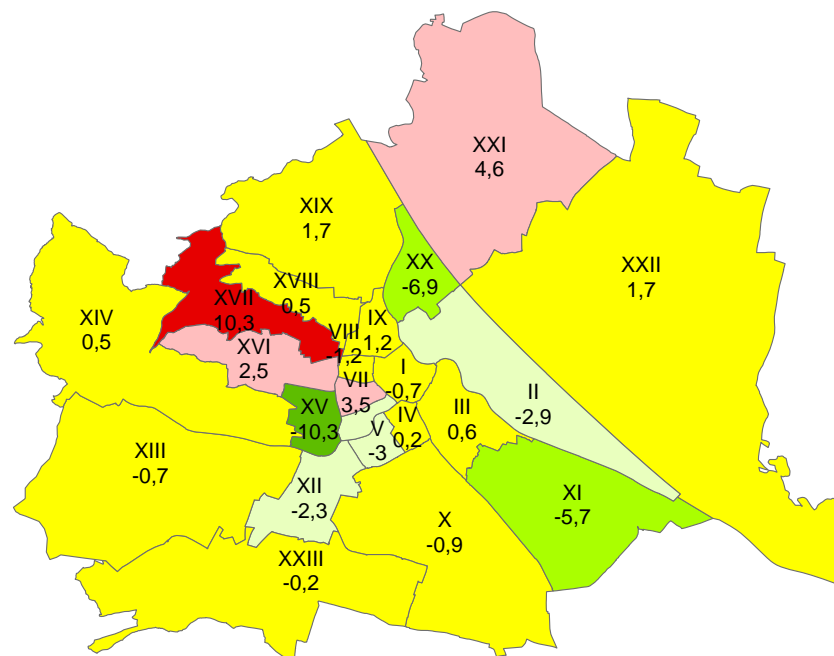 XXI
4,6
XIX
1,7
XX
-6,9
XXII
1,7
XVIII
0,5
XVII
10,3
XIV
0,5
IX
1,2
VIII
-1,2
XVI
2,5
I
-0,7
VII
3,5
II
-2,9
XV
-10,3
IV
0,2
III
0,6
V
-3
XIII
-0,7
XII
-2,3
XI
-5,7
X
-0,9
XXIII
-0,2